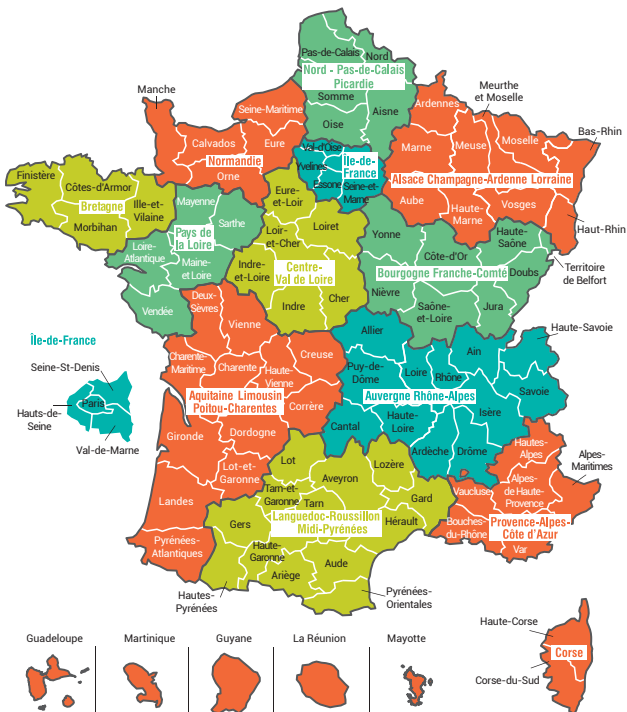 Pas-de-Calais
Nord
Nord - Pas-de-Calais
Picardie
Somme
Aisne
Oise
Manche
Seine-Maritime
Calvados
Eure
Normandie
Orne
Val-d'Oise
Yvelines
Île-de-
France
Essone
Seine-et-
Marne
Ardennes
Meurthe
et Moselle
Marne
Meuse
Moselle
Bas-Rhin
Alsace Champagne-Ardenne Lorraine
Aube
Haute-
Marne
Vosges
Haut-Rhin
Finistère
Côtes-d'Armor
Bretagne
Ille-et-
Vilaine
Morbihan
Mayenne
Sarthe
Pays de
la Loire
Loire-
Atlantique
Maine-
et Loire
Vendée
Eure-
et-Loir
Loiret
Loir-
et-Cher
Indre-
et-Loire
Centre-
Val de Loire
Indre
Cher
Yonne
Côte-d'Or
Haute-
Saône
Bourgogne Franche-Comté
Doubs
Nièvre
Saône-
et-Loire
Jura
Territoire
de Belfort
Deux-
Sèvres
Vienne
Charente-
Maritime
Charente
Haute-
Vienne
Creuse
Aquitaine Limousin
Poitou-Charentes
Corrère
Gironde
Dordogne
Lot-et-
Garonne
Landes
Pyrénées-
Atlantiques
Allier
Puy-de-
Dôme
Loire
Rhône
Ain
Haute-Savoie
Savoie
Auvergne Rhône-Alpes
Isère
Cantal
Haute-
Loire
Ardèche
Drôme
Île-de-France
Seine-St-Denis
Paris
Hauts-de-
Seine
Val-de-Marne
Lot
Aveyron
Lozère
Tarn-et-
Garonne
Tarn
Gard
Gers
Languedoc-Roussillon
Midi-Pyrénées
Hérault
Haute-
Garonne
Aude
Ariège
Hautes-
Pyrénées
Pyrénées-
Orientales
Hautes-
Alpes
Alpes-
Maritimes
Vaucluse
Alpes-
de Haute-
Provence
Bouches-
du-Rhône
Provence-Alpes-
Côte d'Azur
Var
Haute-Corse
Corse
Corse-du-Sud
Guadeloupe
Martinique
Guyane
La Réunion
Mayotte